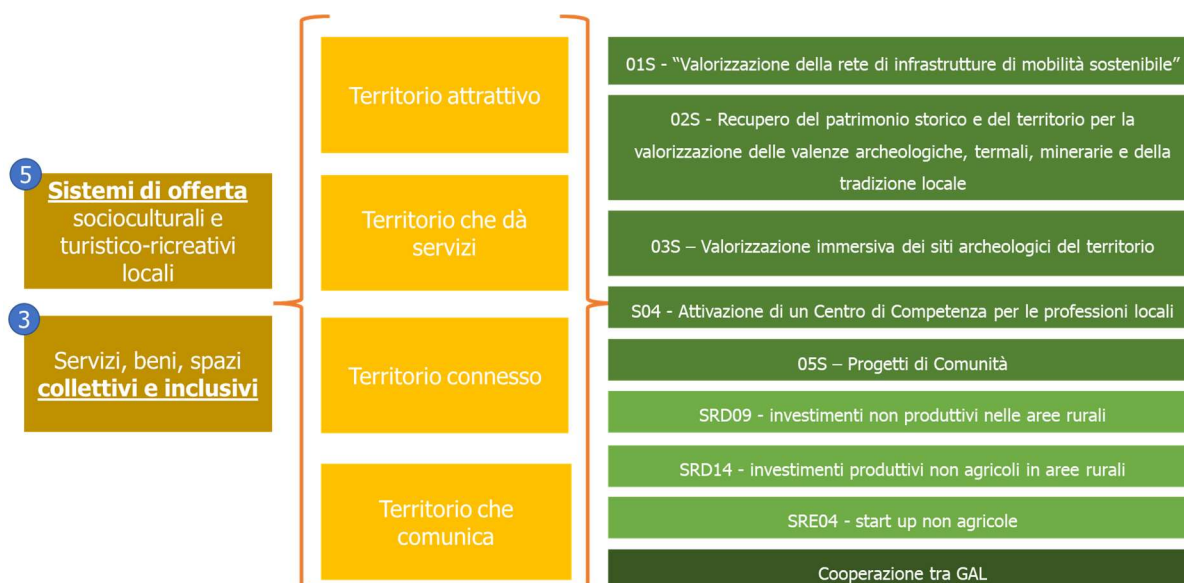 5
Sistemi di offerta
socioculturali e
turistico-ricreativi
locali
3
Servizi, beni, spazi
collettivi e inclusivi
Territorio attrattivo
Territorio che dà
servizi
Territorio connesso
Territorio che
comunica
01S - “Valorizzazione della rete di infrastrutture di mobilità sostenibile”
02S - Recupero del patrimonio storico e del territorio per la
valorizzazione delle valenze archeologiche, termali, minerarie e della
tradizione locale
03S – Valorizzazione immersiva dei siti archeologici del territorio
S04 - Attivazione di un Centro di Competenza per le professioni locali
05S – Progetti di Comunità
SRD09 - investimenti non produttivi nelle aree rurali
SRD14 - investimenti produttivi non agricoli in aree rurali
SRE04 - start up non agricole
Cooperazione tra GAL